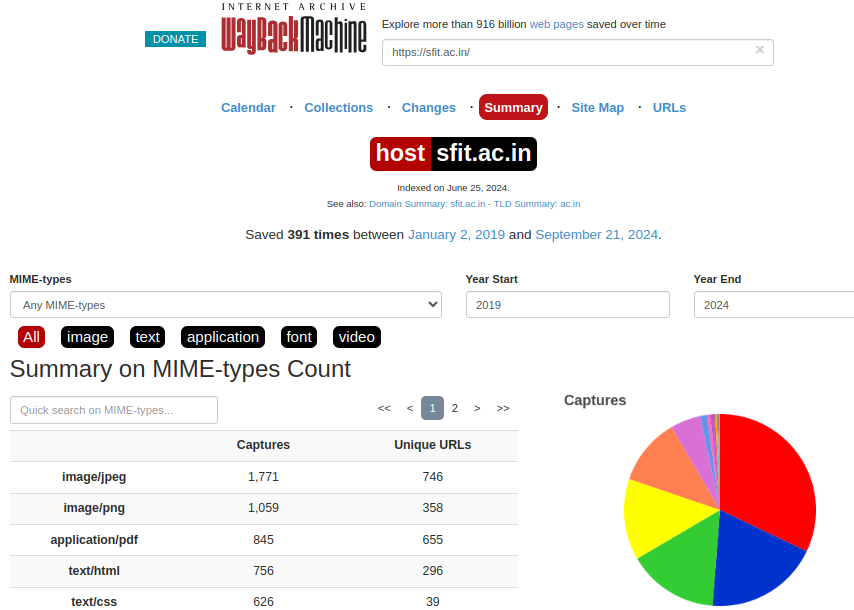 INTERNET ARCHIVE
DONATE
WayBackMachine
Explore more than 916 billion web pages saved over time
https://sfit.ac.in/ ×
Calendar · Collections · Changes · Summary · Site Map · URLs
host sfit.ac.in
Indexed on June 25, 2024.
See also: Domain Summary: sfit.ac.in · TLD Summary: ac.in
Saved 391 times between January 2, 2019 and September 21, 2024.
MIME-types Year Start Year End
Any MIME-types 2019 2024
All image text application font video
Summary on MIME-types Count
Quick search on MIME-types... << < 1 2 > >>
Captures
Captures Unique URLs
image/jpeg 1,771 746
image/png 1,059 358
application/pdf 845 655
text/html 756 296
text/css 626 39